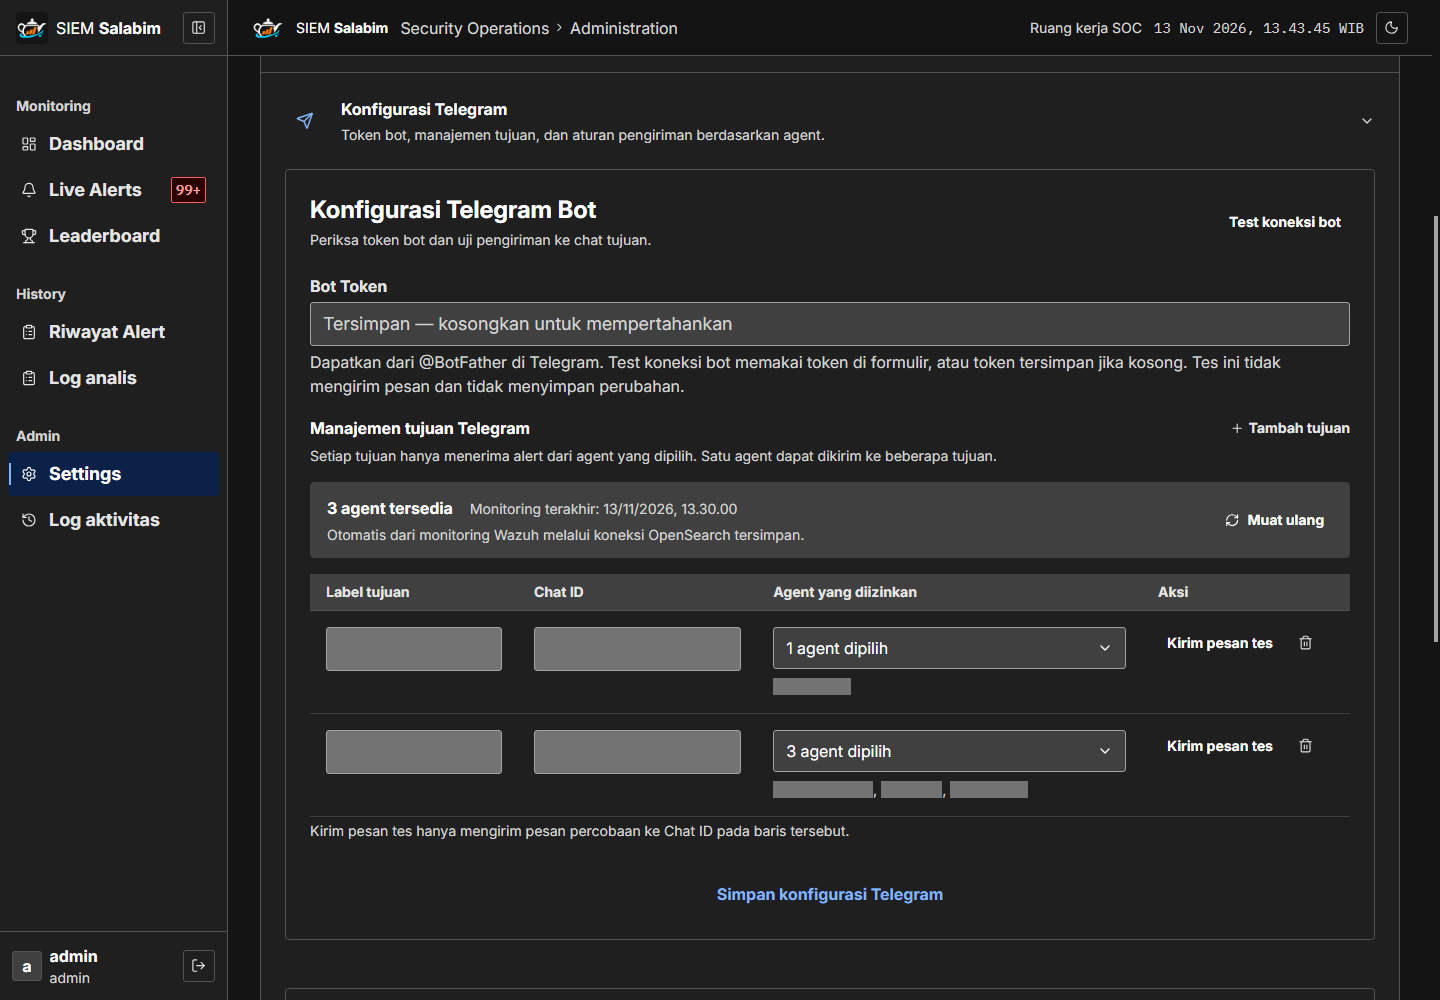 SIEM Salabim
Monitoring
Dashboard
Live Alerts 99+
Leaderboard
History
Riwayat Alert
Log analis
Admin
Settings
Log aktivitas
a
admin
admin
SIEM Salabim Security Operations › Administration
Ruang kerja SOC 13 Nov 2026, 13.43.45 WIB
Konfigurasi Telegram
Token bot, manajemen tujuan, dan aturan pengiriman berdasarkan agent.
Konfigurasi Telegram Bot
Periksa token bot dan uji pengiriman ke chat tujuan.
Test koneksi bot
Bot Token
Tersimpan — kosongkan untuk mempertahankan
Dapatkan dari @BotFather di Telegram. Test koneksi bot memakai token di formulir, atau token tersimpan jika kosong. Tes ini tidak
mengirim pesan dan tidak menyimpan perubahan.
Manajemen tujuan Telegram
+ Tambah tujuan
Setiap tujuan hanya menerima alert dari agent yang dipilih. Satu agent dapat dikirim ke beberapa tujuan.
3 agent tersedia Monitoring terakhir: 13/11/2026, 13.30.00
Otomatis dari monitoring Wazuh melalui koneksi OpenSearch tersimpan.
Muat ulang
Label tujuan Chat ID Agent yang diizinkan Aksi
1 agent dipilih Kirim pesan tes
3 agent dipilih Kirim pesan tes
, ,
Kirim pesan tes hanya mengirim pesan percobaan ke Chat ID pada baris tersebut.
Simpan konfigurasi Telegram